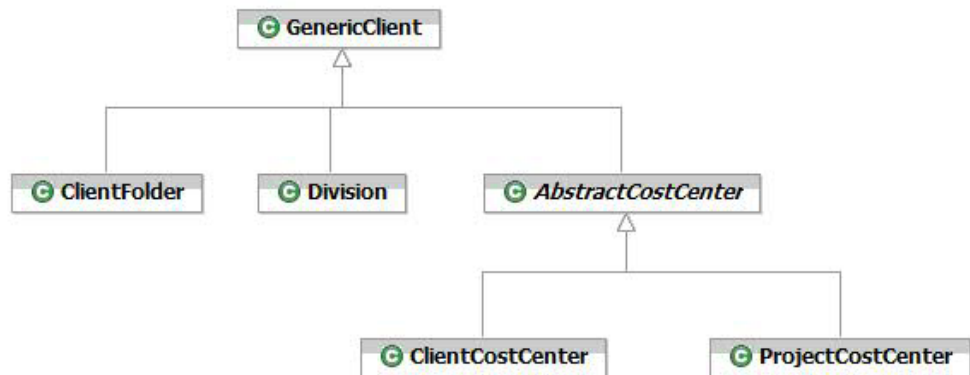 GenericClient
ClientFolder
Division
AbstractCostCenter
ClientCostCenter
ProjectCostCenter